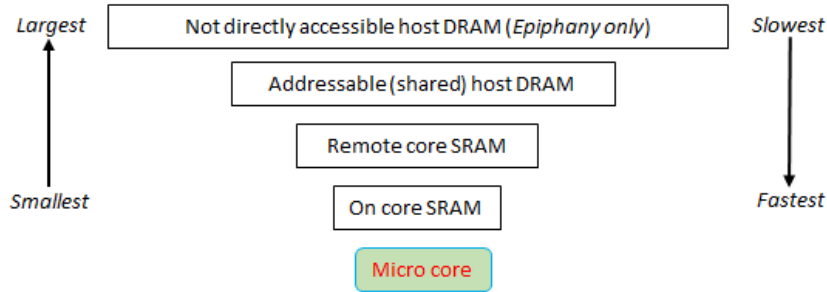 Largest
Not directly accessible host DRAM (Epiphany only)
Slowest
Addressable (shared) host DRAM
Remote core SRAM
Smallest
On core SRAM
Fastest
Micro core